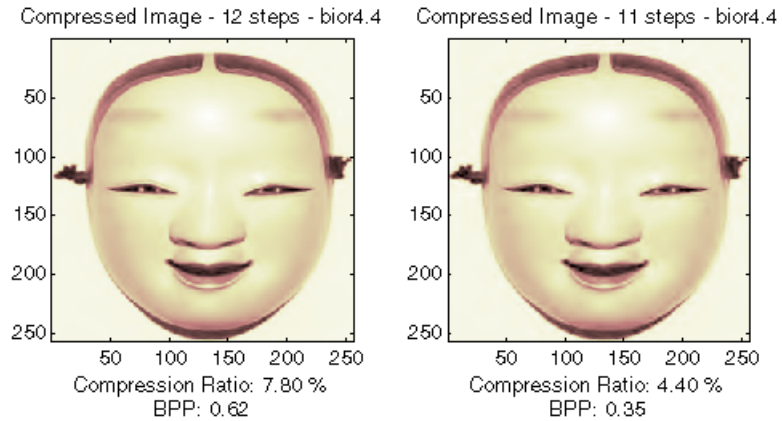 Compressed Image - 12 steps - bior4.4
50
100
150
200
250
50 100 150 200 250
Compression Ratio: 7.80 %
BPP: 0.62
Compressed Image - 11 steps - bior4.4
50
100
150
200
250
50 100 150 200 250
Compression Ratio: 4.40 %
BPP: 0.35